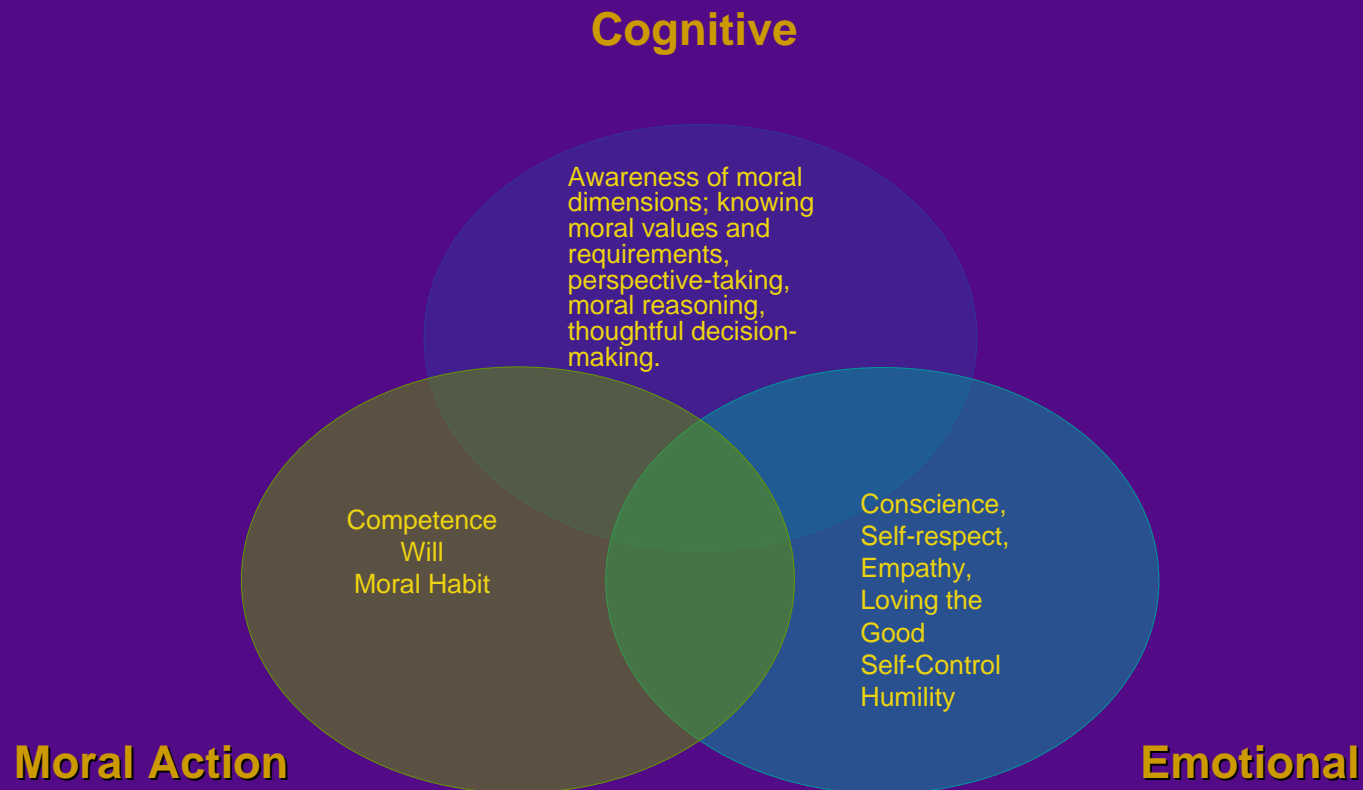 Cognitive
Awareness of moral
dimensions; knowing
moral values and
requirements,
perspective-taking,
moral reasoning,
thoughtful decision-
making.
Competence
Will
Moral Habit
Conscience,
Self-respect,
Empathy,
Loving the
Good
Self-Control
Humility
Moral Action
Emotional